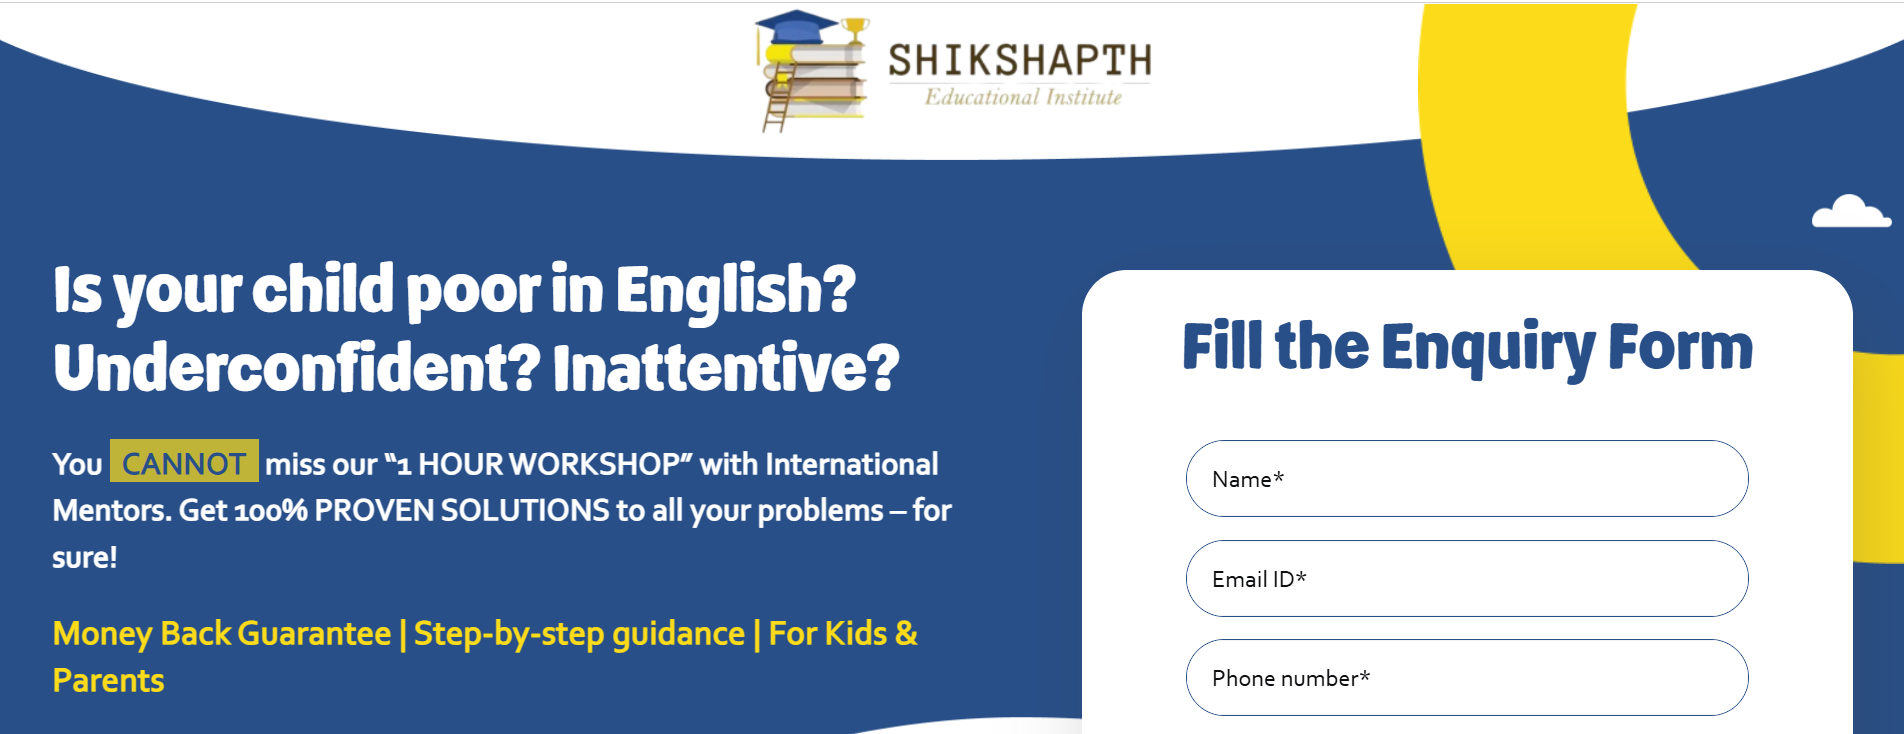 SHIKSHAPTH
Educational Institute
Is your child poor in English?
Underconfident? Inattentive?
You CANNOT miss our “1 HOUR WORKSHOP” with International
Mentors. Get 100% PROVEN SOLUTIONS to all your problems – for
sure!
Money Back Guarantee | Step-by-step guidance | For Kids &
Parents
Fill the Enquiry Form
Name*
Email ID*
Phone number*